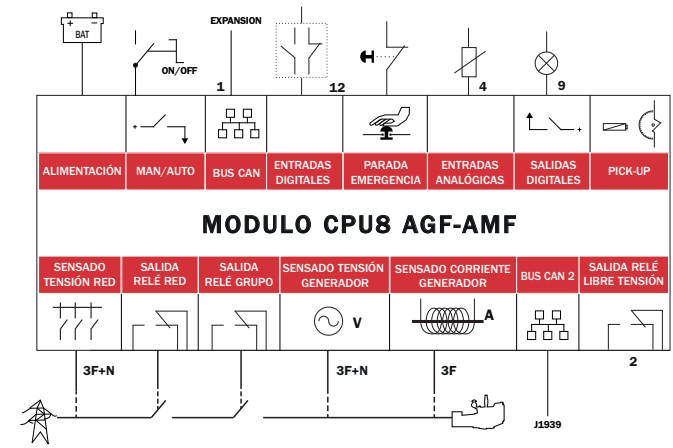 EXPANSION
+ -
BAT
ON/OFF
1
12
4
9
+
+
ALIMENTACIÓN
MAN/AUTO
BUS CAN
ENTRADAS
DIGITALES
PARADA
EMERGENCIA
ENTRADAS
ANALÓGICAS
SALIDAS
DIGITALES
PICK-UP
MODULO CPU8 AGF-AMF
SENSADO
TENSIÓN RED
SALIDA
RELÉ RED
SALIDA
RELÉ GRUPO
SENSADO TENSIÓN
GENERADOR
SENSADO CORRIENTE
GENERADOR
BUS CAN 2
SALIDA RELÉ
LIBRE TENSIÓN
V
A
3F+N
3F+N
3F
2
J1939